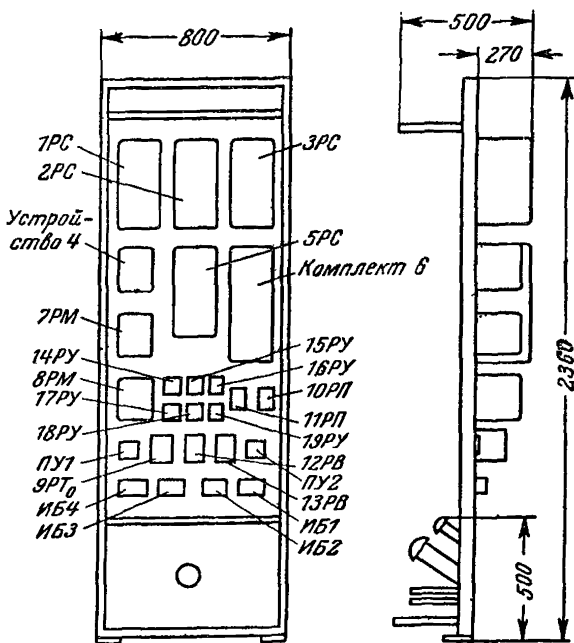 800
500
270
1РС
2РС
3РС
Устрой-
ство 4
5РС
Комплект 6
7РМ
14РУ
15РУ
16РУ
8РМ
17РУ
10РП
11РП
18РУ
19РУ
ПУ1
12РВ
ПУ2
9РТ₀
13РВ
ИБ4
ИБ3
ИБ2
ИБ1
2360
500